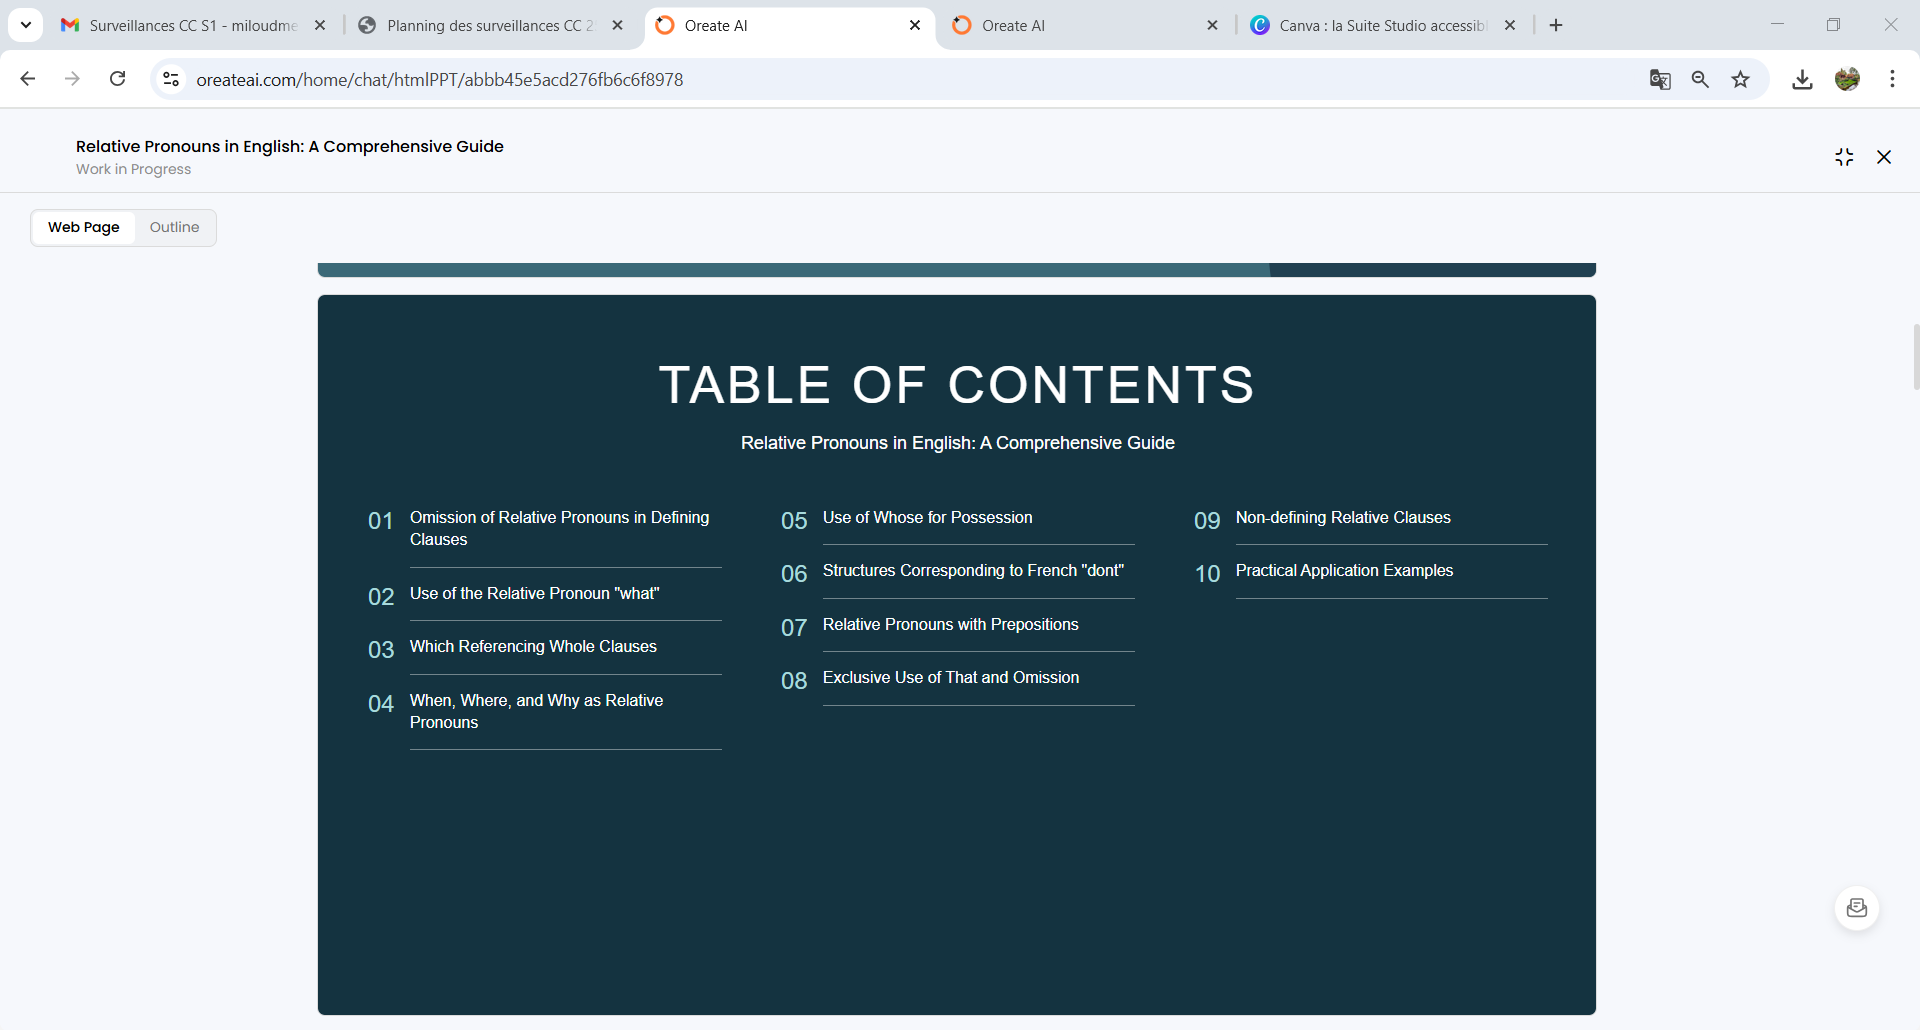 Surveillances CC S1 - miloudme
Planning des surveillances CC 2
Oreate AI
Oreate AI
Canva : la Suite Studio accessibl
oreateai.com/home/chat/htmlPPT/abbb45e5acd276fb6c6f8978
Relative Pronouns in English: A Comprehensive Guide
Work in Progress
Web Page
Outline
TABLE OF CONTENTS
Relative Pronouns in English: A Comprehensive Guide
01 Omission of Relative Pronouns in Defining
Clauses
02 Use of the Relative Pronoun "what"
03 Which Referencing Whole Clauses
04 When, Where, and Why as Relative
Pronouns
05 Use of Whose for Possession
06 Structures Corresponding to French "dont"
07 Relative Pronouns with Prepositions
08 Exclusive Use of That and Omission
09 Non-defining Relative Clauses
10 Practical Application Examples